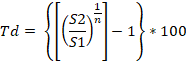 Td = {[(S2/S1)^(1/n)] − 1} * 100